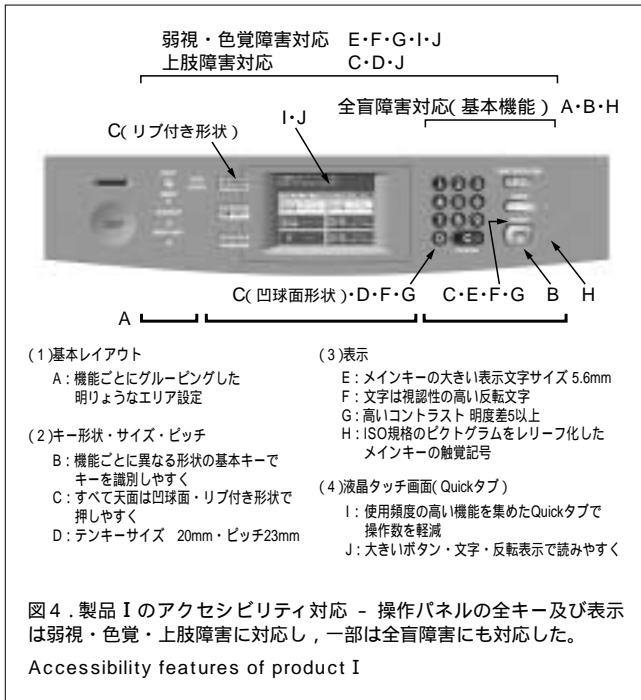 弱視・色覚障害対応 E・F・G・I・J
上肢障害対応 C・D・J
全盲障害対応(基本機能) A・B・H
C(リブ付き形状)
I・J
C(凹球面形状)・D・F・G
C・E・F・G
B
H
A
(1)基本レイアウト
A:機能ごとにグルーピングした
明りょうなエリア設定
(2)キー形状・サイズ・ピッチ
B:機能ごとに異なる形状の基本キーで
キーを識別しやすく
C:すべて天面は凹球面・リブ付き形状で
押しやすく
D:テンキーサイズ 20mm・ピッチ23mm
(3)表示
E:メインキーの大きい表示文字サイズ 5.6mm
F:文字は視認性の高い反転文字
G:高いコントラスト 明度差5以上
H:ISO規格のピクトグラムをレリーフ化した
メインキーの触覚記号
(4)液晶タッチ画面(Quickタブ)
I:使用頻度の高い機能を集めたQuickタブで
操作数を軽減
J:大きいボタン・文字・反転表示で読みやすく
図4.製品Ⅰのアクセシビリティ対応 - 操作パネルの全キー及び表示
は弱視・色覚・上肢障害に対応し,一部は全盲障害にも対応した。
Accessibility features of product Ⅰ